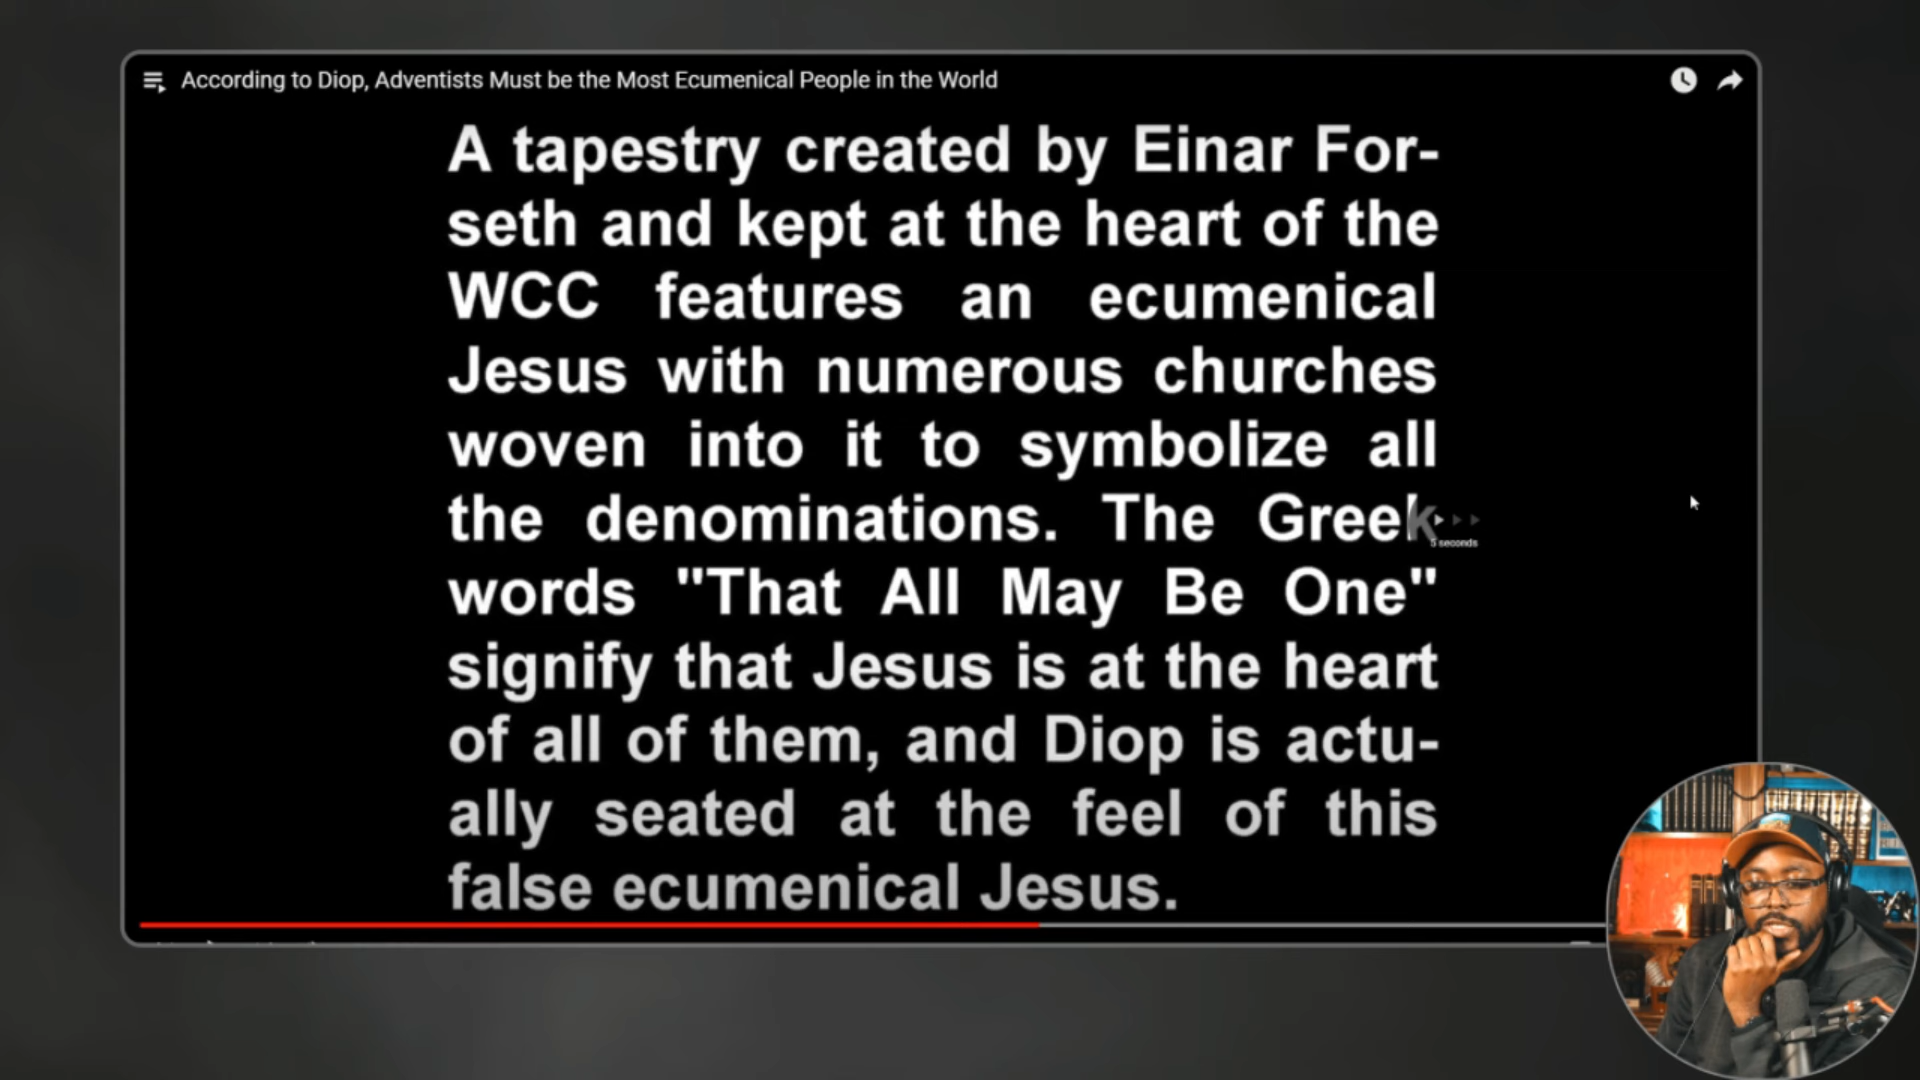 According to Diop, Adventists Must be the Most Ecumenical People in the World
A tapestry created by Einar For-
seth and kept at the heart of the
WCC features an ecumenical
Jesus with numerous churches
woven into it to symbolize all
the denominations. The Greek
5 seconds
words "That All May Be One"
signify that Jesus is at the heart
of all of them, and Diop is actu-
ally seated at the feel of this
false ecumenical Jesus.